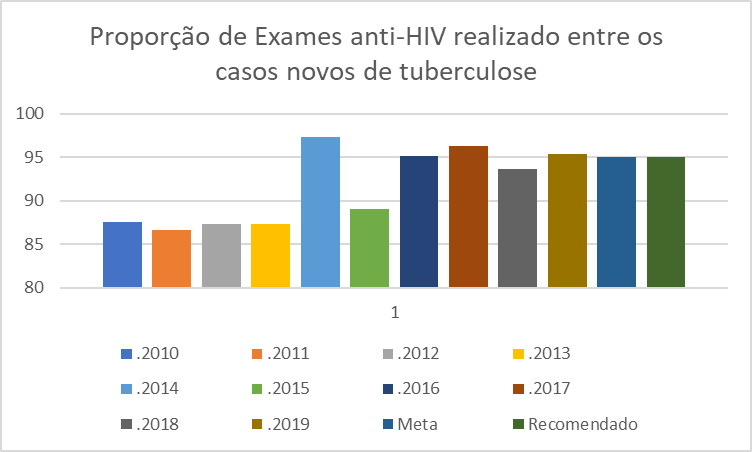 Proporção de Exames anti-HIV realizado entre os
casos novos de tuberculose
100
95
90
85
80
1
.2010 .2011 .2012 .2013
.2014 .2015 .2016 .2017
.2018 .2019 Meta Recomendado